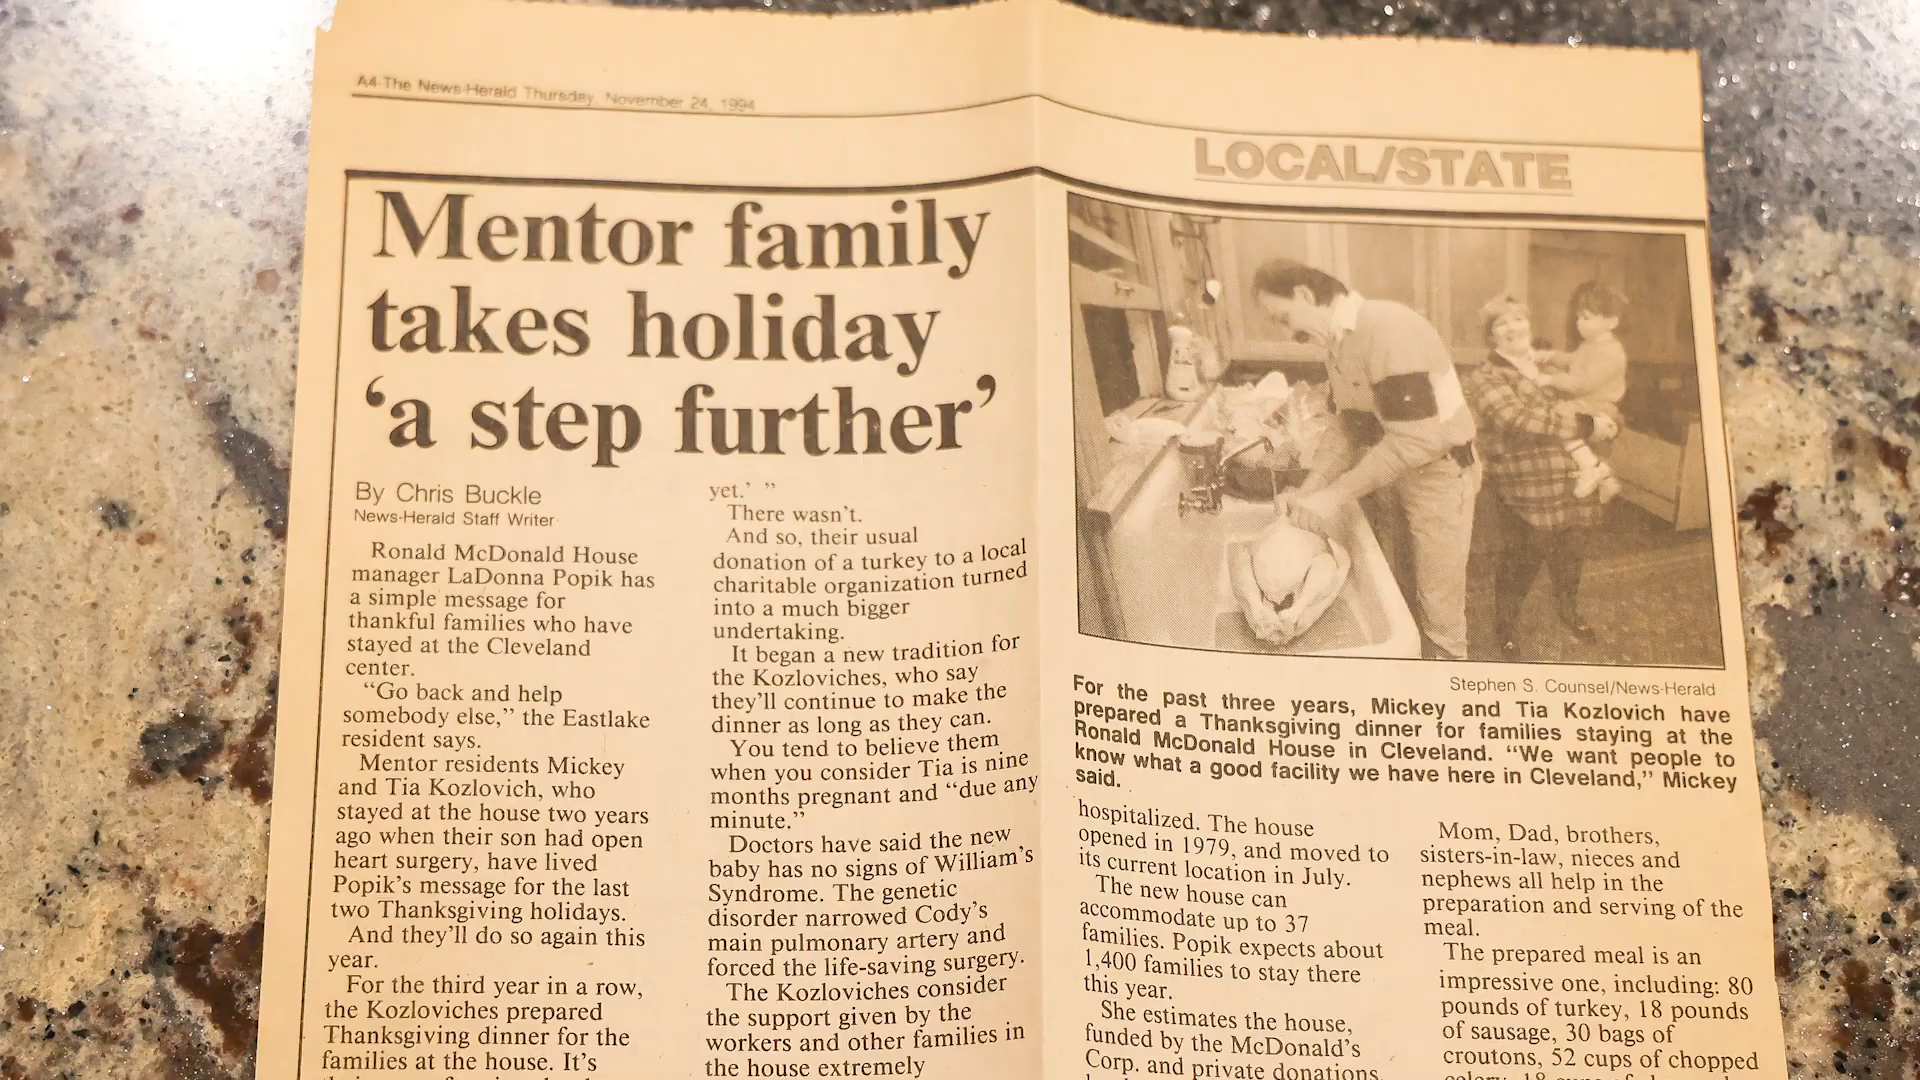 A4-The News-Herald Thursday, November 24, 1994
LOCAL/STATE
Mentor family
takes holiday
‘a step further’
By Chris Buckle
News-Herald Staff Writer
Ronald McDonald House
manager LaDonna Popik has
a simple message for
thankful families who have
stayed at the Cleveland
center.
“Go back and help
somebody else,” the Eastlake
resident says.
Mentor residents Mickey
and Tia Kozlovich, who
stayed at the house two years
ago when their son had open
heart surgery, have lived
Popik’s message for the last
two Thanksgiving holidays.
And they’ll do so again this
year.
For the third year in a row,
the Kozloviches prepared
Thanksgiving dinner for the
families at the house. It’s
yet.’ ”
There wasn’t.
And so, their usual
donation of a turkey to a local
charitable organization turned
into a much bigger
undertaking.
It began a new tradition for
the Kozloviches, who say
they’ll continue to make the
dinner as long as they can.
You tend to believe them
when you consider Tia is nine
months pregnant and “due any
minute.”
Doctors have said the new
baby has no signs of William’s
Syndrome. The genetic
disorder narrowed Cody’s
main pulmonary artery and
forced the life-saving surgery.
The Kozloviches consider
the support given by the
workers and other families in
the house extremely
Stephen S. Counsel/News-Herald
For the past three years, Mickey and Tia Kozlovich have
prepared a Thanksgiving dinner for families staying at the
Ronald McDonald House in Cleveland. “We want people to
know what a good facility we have here in Cleveland,” Mickey
said.
hospitalized. The house
opened in 1979, and moved to
its current location in July.
The new house can
accommodate up to 37
families. Popik expects about
1,400 families to stay there
this year.
She estimates the house,
funded by the McDonald’s
Corp. and private donations,
Mom, Dad, brothers,
sisters-in-law, nieces and
nephews all help in the
preparation and serving of the
meal.
The prepared meal is an
impressive one, including: 80
pounds of turkey, 18 pounds
of sausage, 30 bags of
croutons, 52 cups of chopped